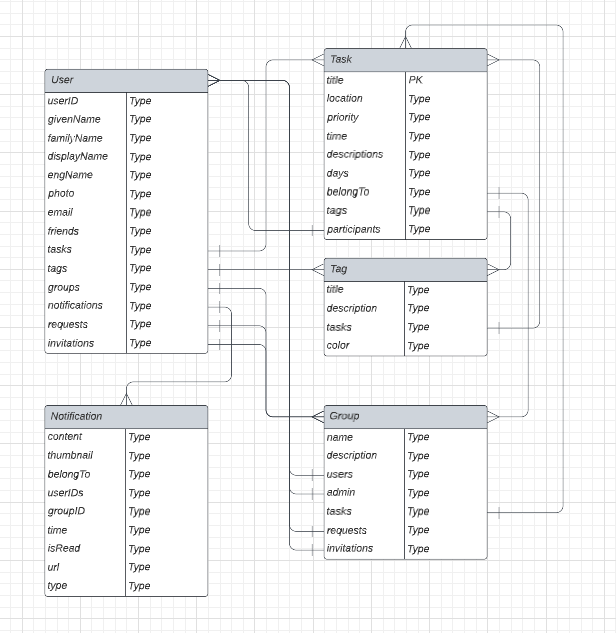 User
userID Type
givenName Type
familyName Type
displayName Type
engName Type
photo Type
email Type
friends Type
tasks Type
tags Type
groups Type
notifications Type
requests Type
invitations Type
Notification
content Type
thumbnail Type
belongTo Type
userIDs Type
groupID Type
time Type
isRead Type
url Type
type Type
Task
title PK
location Type
priority Type
time Type
descriptions Type
days Type
belongTo Type
tags Type
participants Type
Tag
title Type
description Type
tasks Type
color Type
Group
name Type
description Type
users Type
admin Type
tasks Type
requests Type
invitations Type